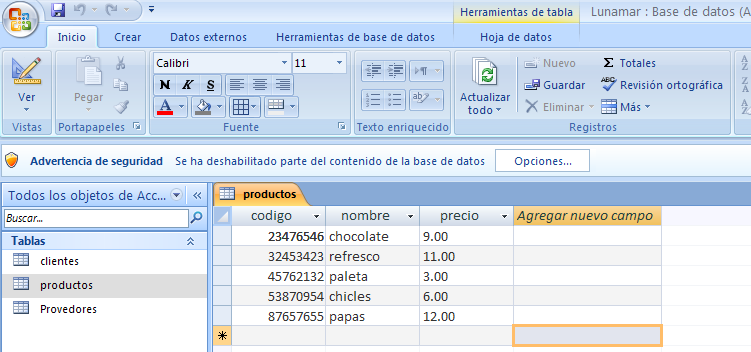 Herramientas de tabla Lunamar : Base de datos (A
Inicio Crear Datos externos Herramientas de base de datos Hoja de datos
Ver
Pegar
Calibri 11
N K S
A
Actualizar todo
Nuevo
Guardar
Eliminar
Σ Totales
ABC Revisión ortográfica
Más
Vistas Portapapeles Fuente Texto enriquecido Registros
Advertencia de seguridad Se ha deshabilitado parte del contenido de la base de datos Opciones...
Todos los objetos de Acc...
Buscar...
Tablas
clientes
productos
Provedores
productos
codigo nombre precio Agregar nuevo campo
23476546 chocolate 9.00
32453423 refresco 11.00
45762132 paleta 3.00
53870954 chicles 6.00
87657655 papas 12.00